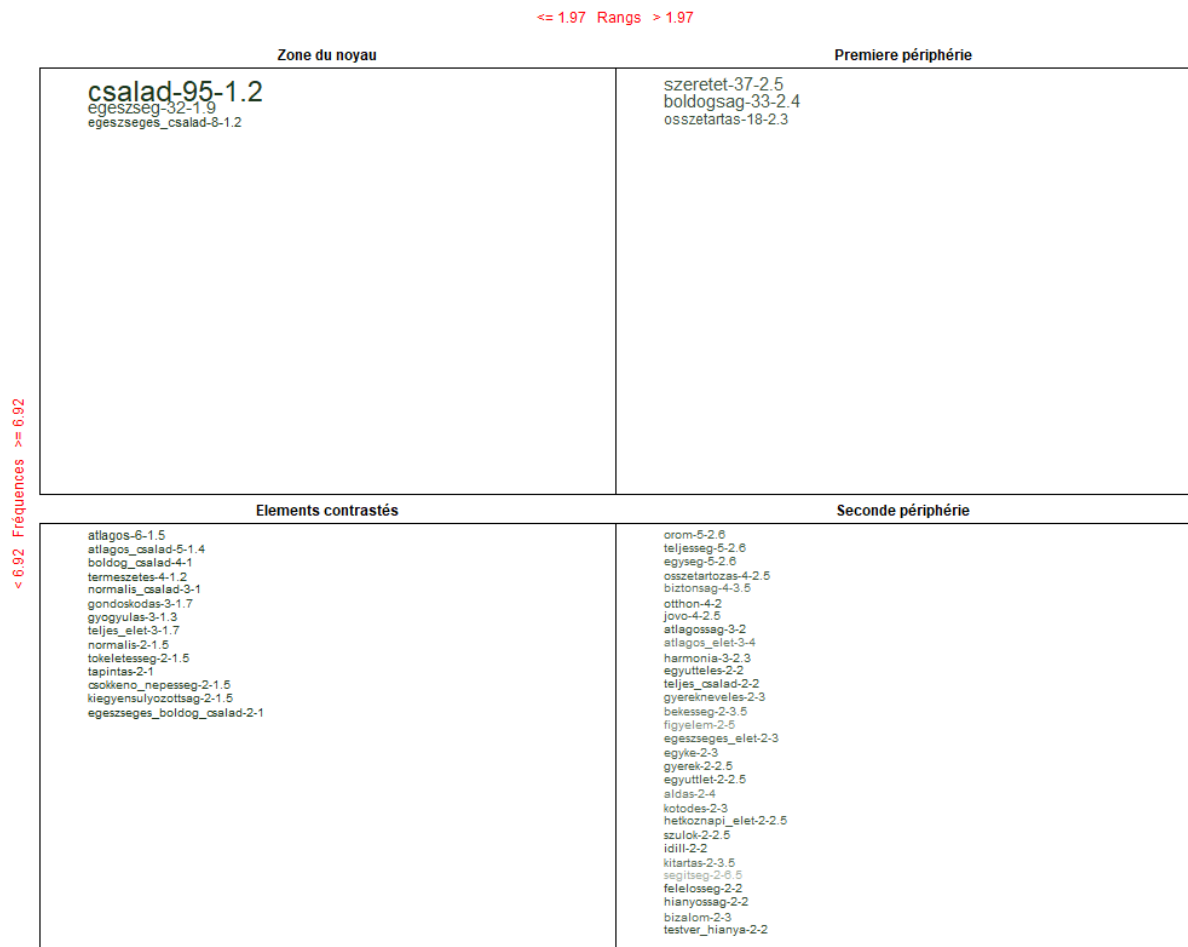 <= 1.97 Rangs > 1.97
Zone du noyau
Premiere périphérie
csalad-95-1.2
egeszseg-32-1.9
egeszseges_csalad-8-1.2
szeretet-37-2.5
boldogsag-33-2.4
osszetartas-18-2.3
< 6.92 Fréquences >= 6.92
Elements contrastés
Seconde périphérie
atlagos-6-1.5
atlagos_csalad-5-1.4
boldog_csalad-4-1
termeszetes-4-1.2
normalis_csalad-3-1
gondoskodas-3-1.7
gyogyulas-3-1.3
teljes_elet-3-1.7
normalis-2-1.5
tokeletesseg-2-1.5
tapintas-2-1
csokkeno_nepesseg-2-1.5
kiegyensulyozottsag-2-1.5
egeszseges_boldog_csalad-2-1
orom-5-2.6
teljesseg-5-2.6
egyseg-5-2.6
osszetartozas-4-2.5
biztonsag-4-3.5
otthon-4-2
jovo-4-2.5
atlagossag-3-2
atlagos_elet-3-4
harmonia-3-2.3
egyutteles-2-2
teljes_csalad-2-2
gyerekneveles-2-3
bekesseg-2-3.5
figyelem-2-5
egeszseges_elet-2-3
egyke-2-3
gyerek-2-2.5
egyuttlet-2-2.5
aldas-2-4
kotodes-2-3
hetkoznapi_elet-2-2.5
szulok-2-2.5
idill-2-2
kitartas-2-3.5
segitseg-2-6.5
felelosseg-2-2
hianyossag-2-2
bizalom-2-3
testver_hianya-2-2